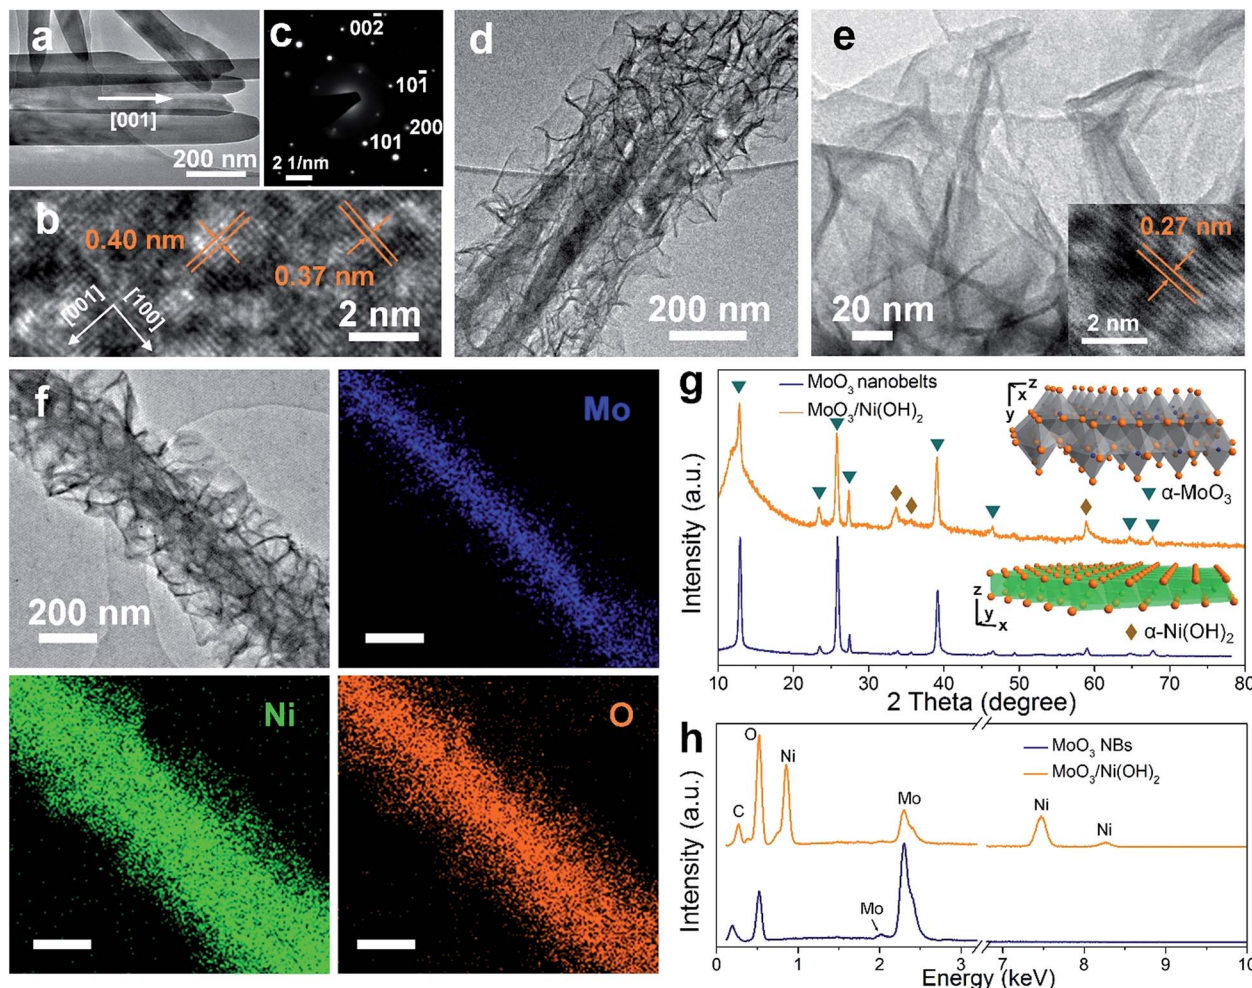 a
[001]
200 nm
c
002̄
101̄
200
101
2 1/nm
b
0.40 nm
0.37 nm
[001]
[100]
2 nm
d
200 nm
e
0.27 nm
20 nm
2 nm
f
200 nm
Mo
Ni
O
g
MoO₃ nanobelts
MoO₃/Ni(OH)₂
z
x
y
α-MoO₃
z
y
x
α-Ni(OH)₂
Intensity (a.u.)
10 20 30 40 50 60 70 80
2 Theta (degree)
h
MoO₃ NBs
MoO₃/Ni(OH)₂
C
O
Ni
Mo
Ni
Ni
Mo
Intensity (a.u.)
0 1 2 3 7 8 9 10
Energy (keV)